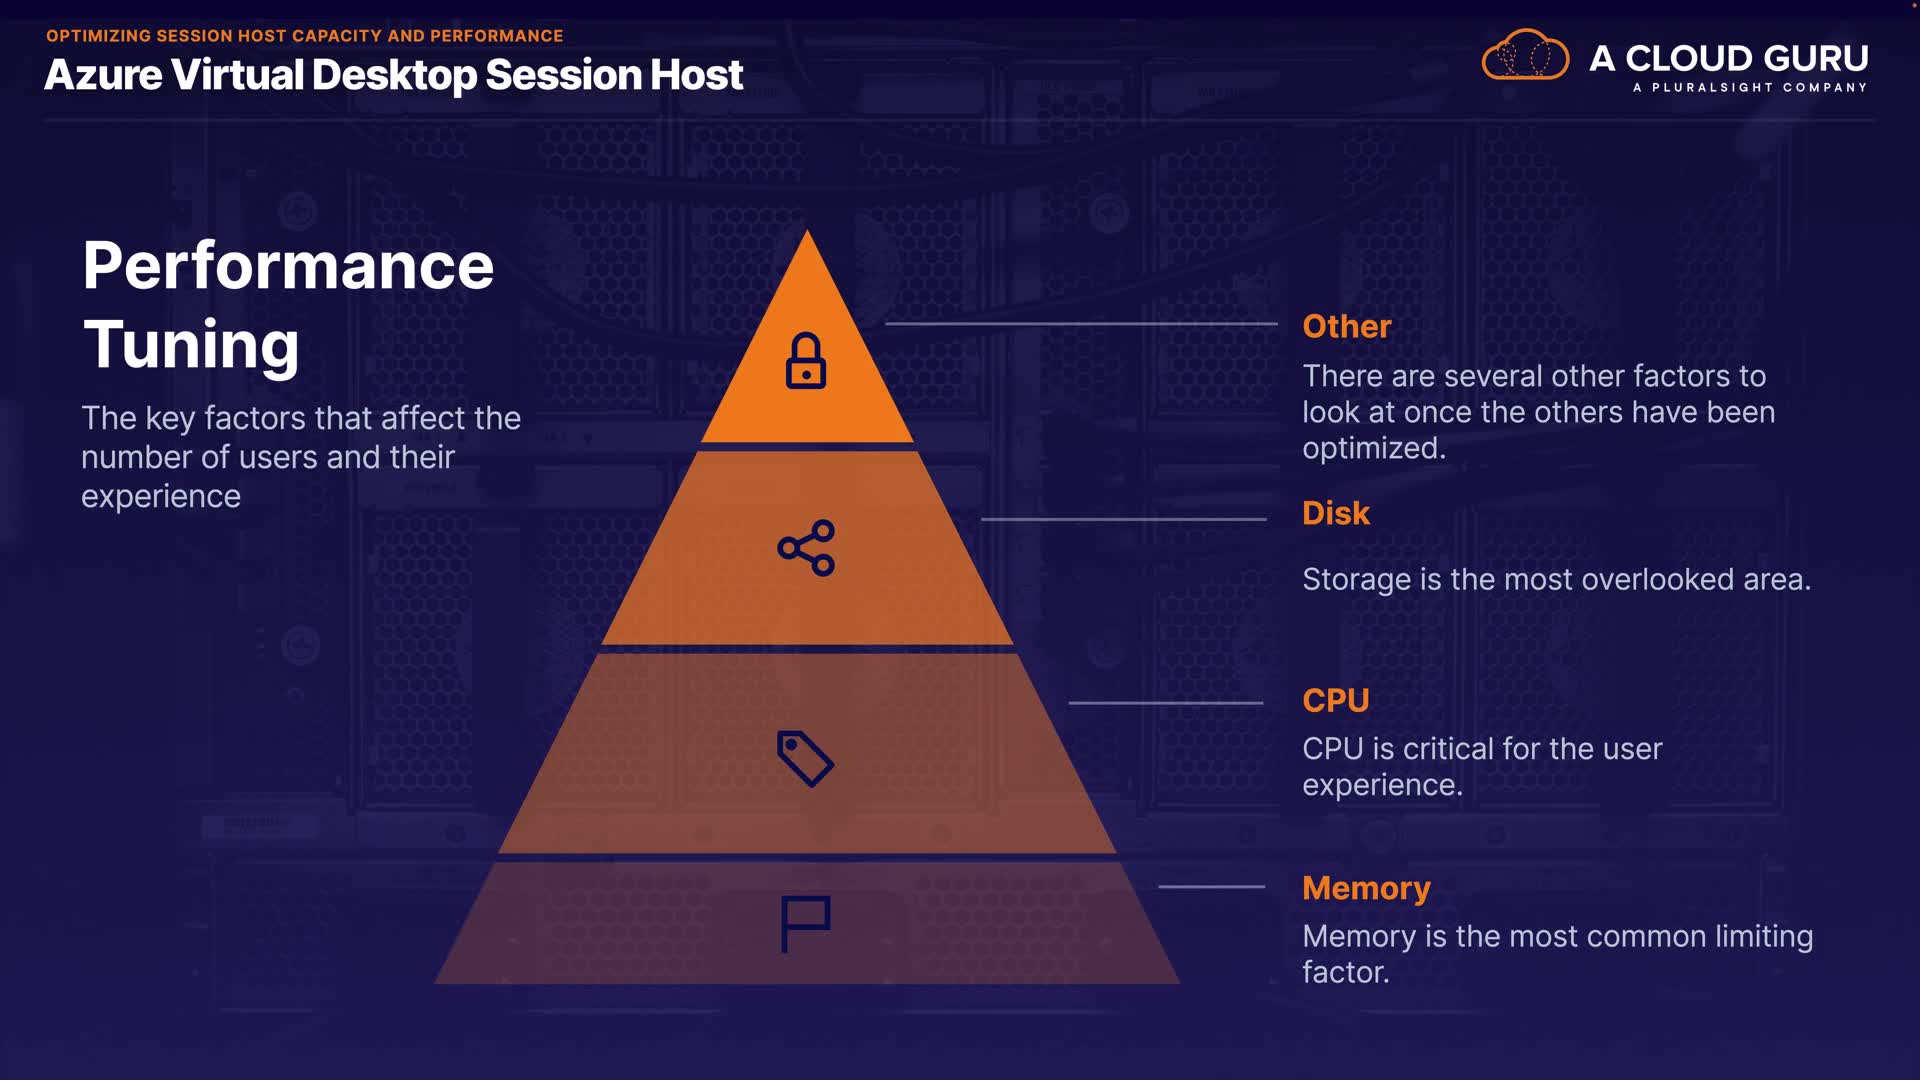 OPTIMIZING SESSION HOST CAPACITY AND PERFORMANCE
Azure Virtual Desktop Session Host
A CLOUD GURU
A PLURALSIGHT COMPANY
Performance
Tuning
The key factors that affect the
number of users and their
experience
Other
There are several other factors to
look at once the others have been
optimized.
Disk
Storage is the most overlooked area.
CPU
CPU is critical for the user
experience.
Memory
Memory is the most common limiting
factor.